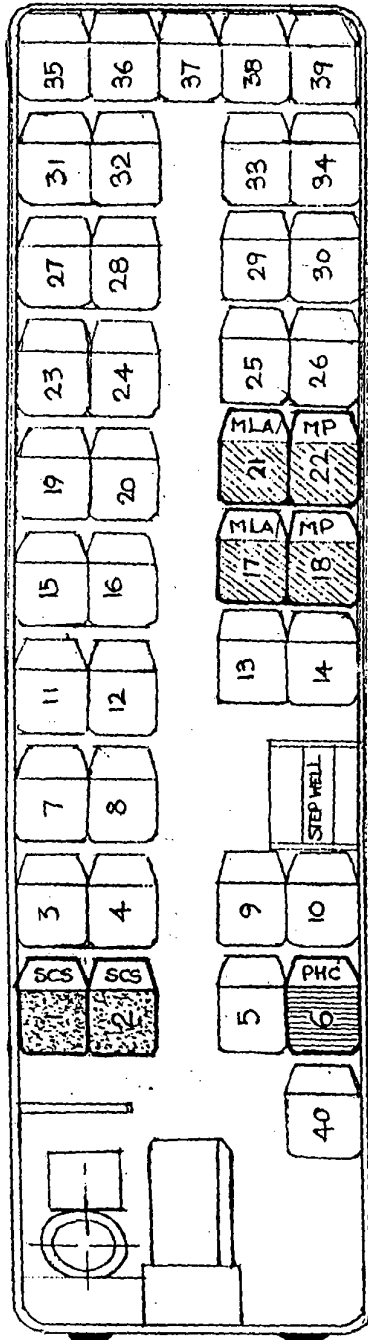 35 36 37 38 39
31 32 33 34
27 28 29 30
23 24 25 26
MLA MP
19 20 21 22
MLA MP
15 16 17 18
11 12 13 14
7 8 STEP WELL
3 4 9 10
SCS SCS PHC
1 2 5 6
40